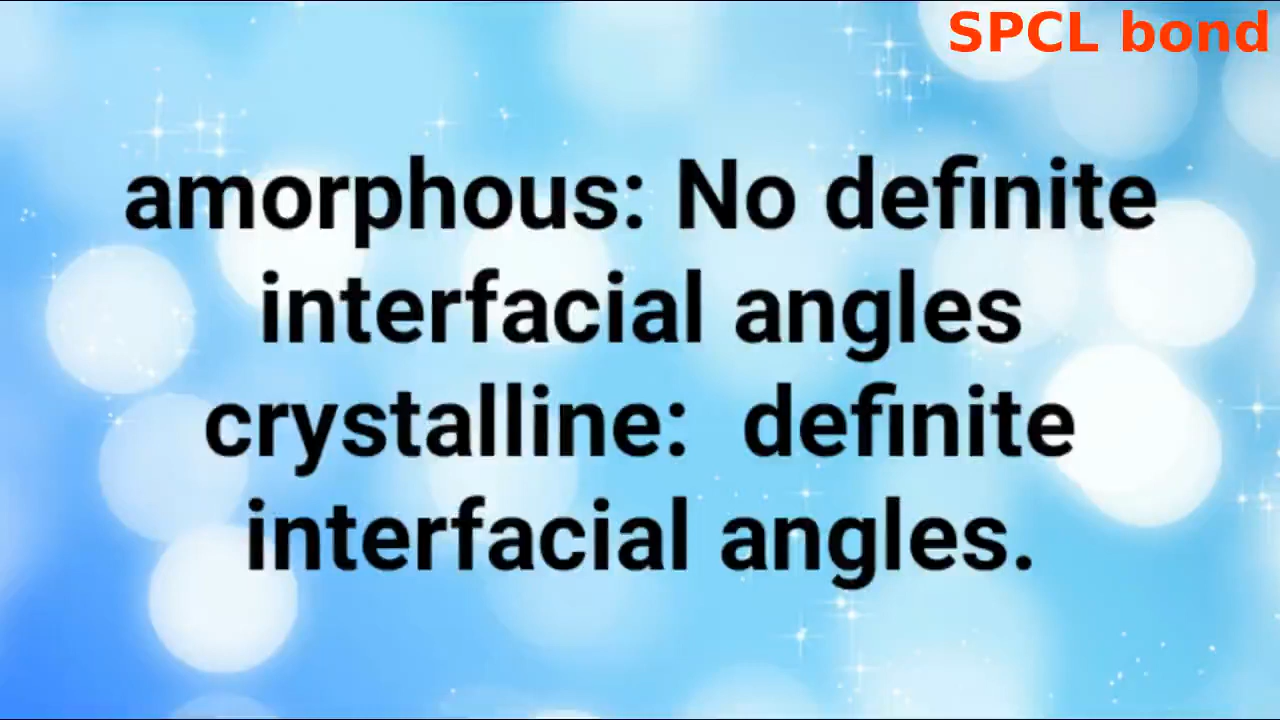 SPCL bond
amorphous: No definite
interfacial angles
crystalline:  definite
interfacial angles.